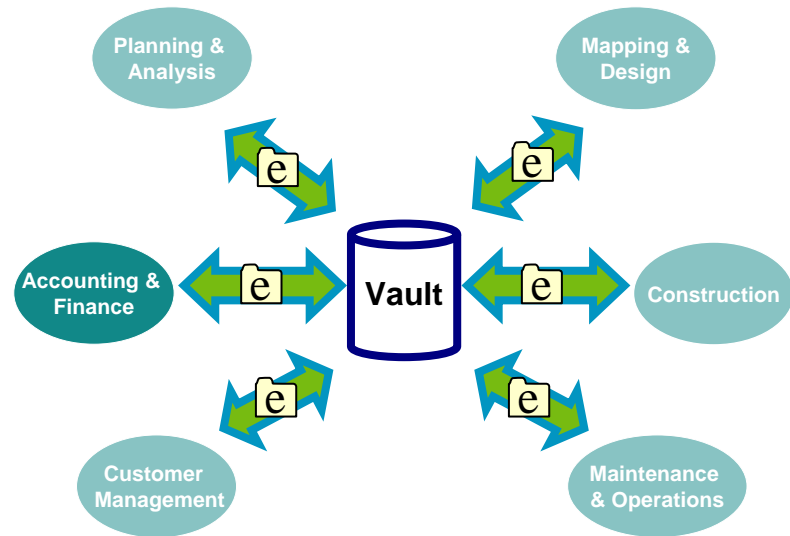 Planning &
Analysis
Mapping &
Design
e
e
Accounting &
Finance
e
Vault
e
Construction
e
e
Customer
Management
Maintenance
& Operations